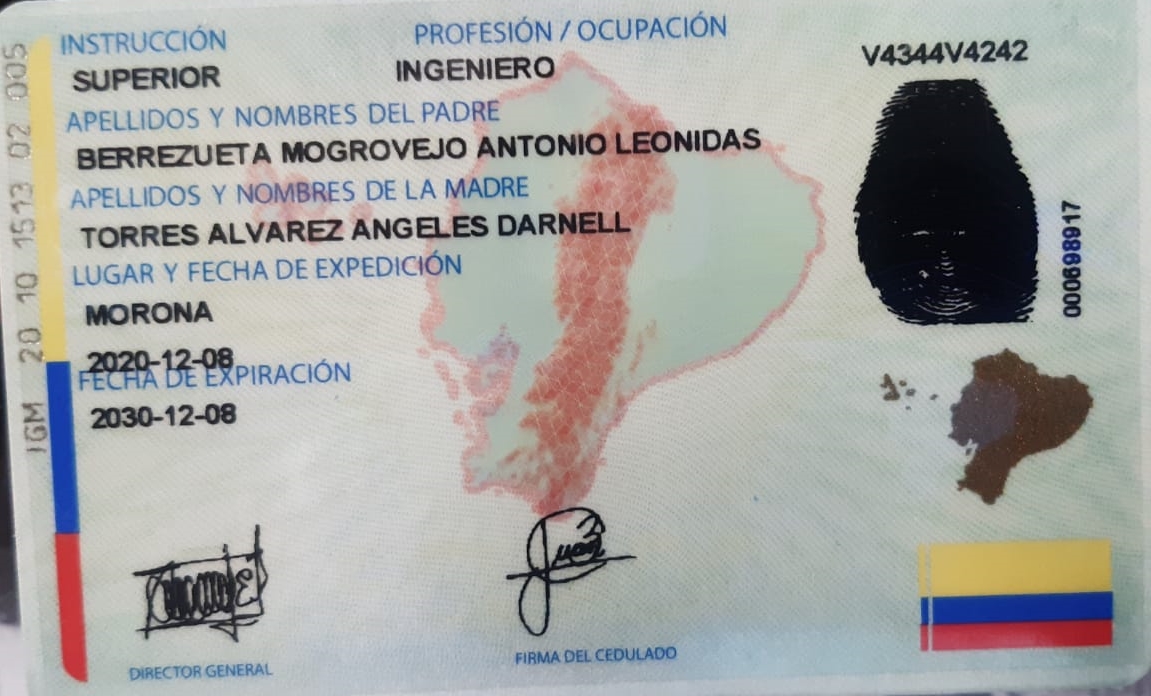 INSTRUCCIÓN PROFESIÓN / OCUPACIÓN
SUPERIOR INGENIERO
V4344V4242
APELLIDOS Y NOMBRES DEL PADRE
BERREZUETA MOGROVEJO ANTONIO LEONIDAS
APELLIDOS Y NOMBRES DE LA MADRE
TORRES ALVAREZ ANGELES DARNELL
LUGAR Y FECHA DE EXPEDICIÓN
MORONA
2020-12-08
FECHA DE EXPIRACIÓN
2030-12-08
000698917
IGM 20 10 1513 02 005
Juan
DIRECTOR GENERAL
FIRMA DEL CEDULADO